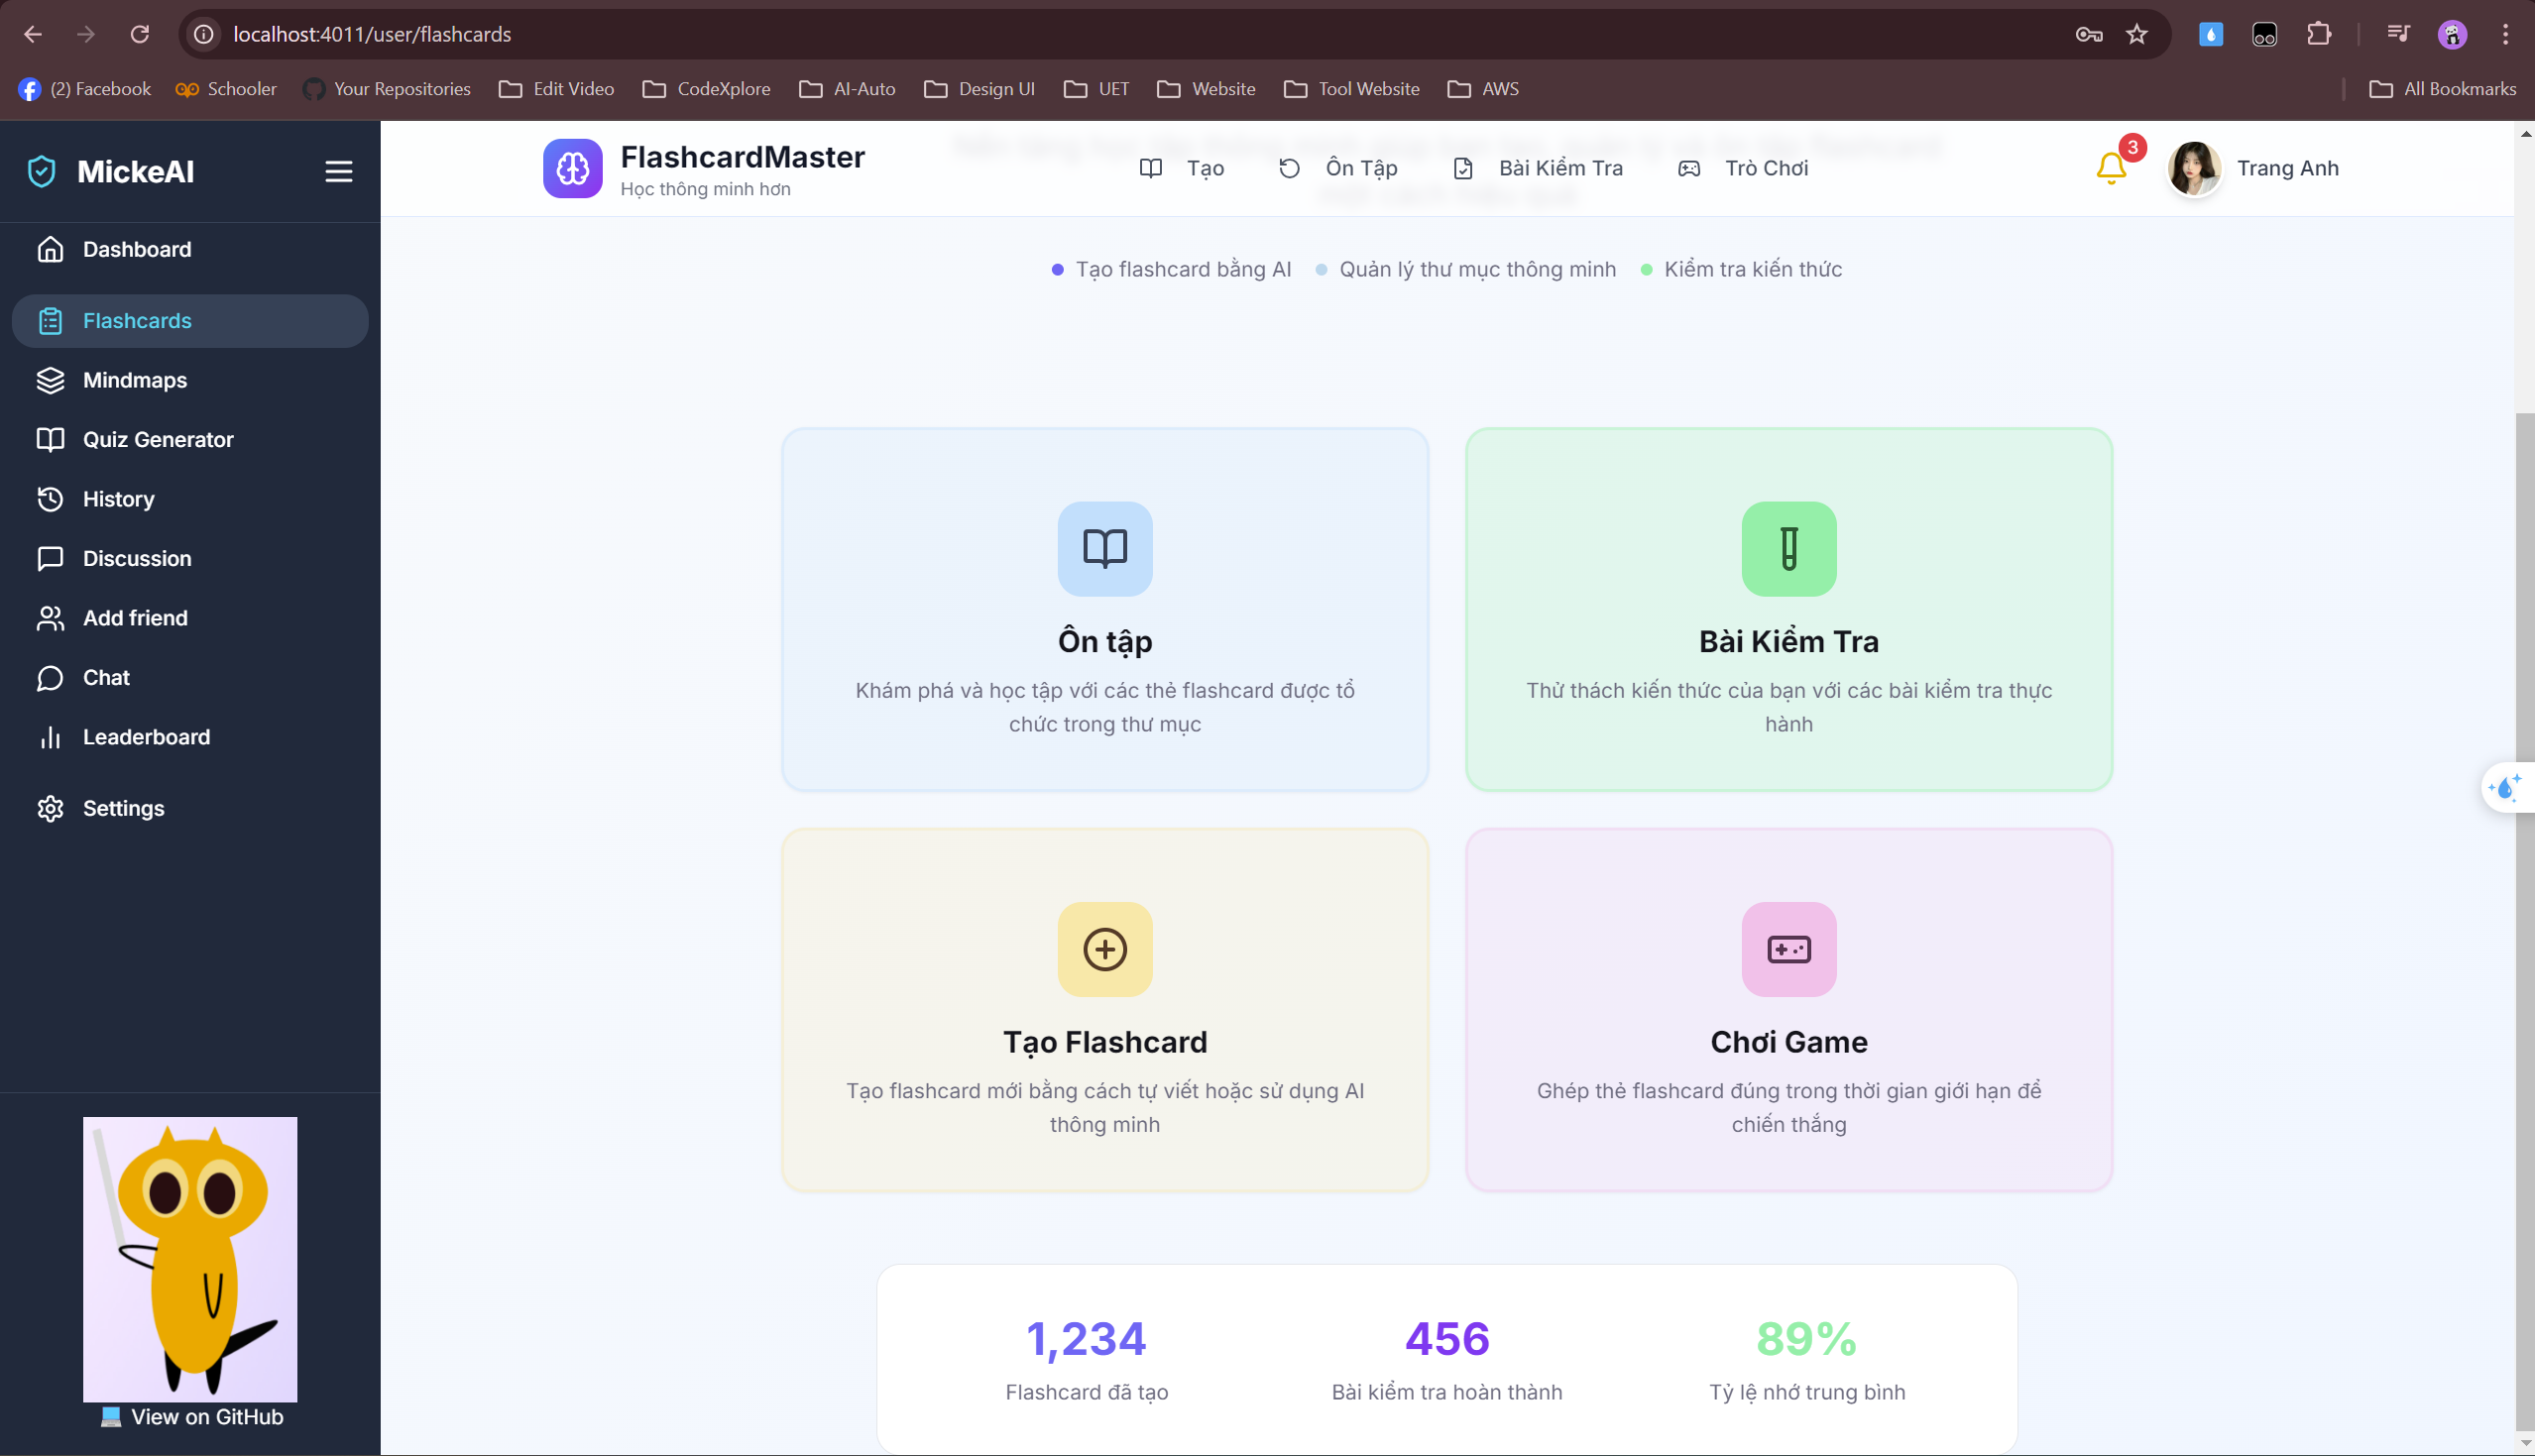 localhost:4011/user/flashcards
(2) Facebook
Schooler
Your Repositories
Edit Video
CodeXplore
AI-Auto
Design UI
UET
Website
Tool Website
AWS
All Bookmarks
MickeAI
Dashboard
Flashcards
Mindmaps
Quiz Generator
History
Discussion
Add friend
Chat
Leaderboard
Settings
View on GitHub
FlashcardMaster
Học thông minh hơn
Tạo
Ôn Tập
Bài Kiểm Tra
Trò Chơi
3
Trang Anh
Tạo flashcard bằng AI
Quản lý thư mục thông minh
Kiểm tra kiến thức
Ôn tập
Khám phá và học tập với các thẻ flashcard được tổ
chức trong thư mục
Bài Kiểm Tra
Thử thách kiến thức của bạn với các bài kiểm tra thực
hành
Tạo Flashcard
Tạo flashcard mới bằng cách tự viết hoặc sử dụng AI
thông minh
Chơi Game
Ghép thẻ flashcard đúng trong thời gian giới hạn để
chiến thắng
1,234
Flashcard đã tạo
456
Bài kiểm tra hoàn thành
89%
Tỷ lệ nhớ trung bình